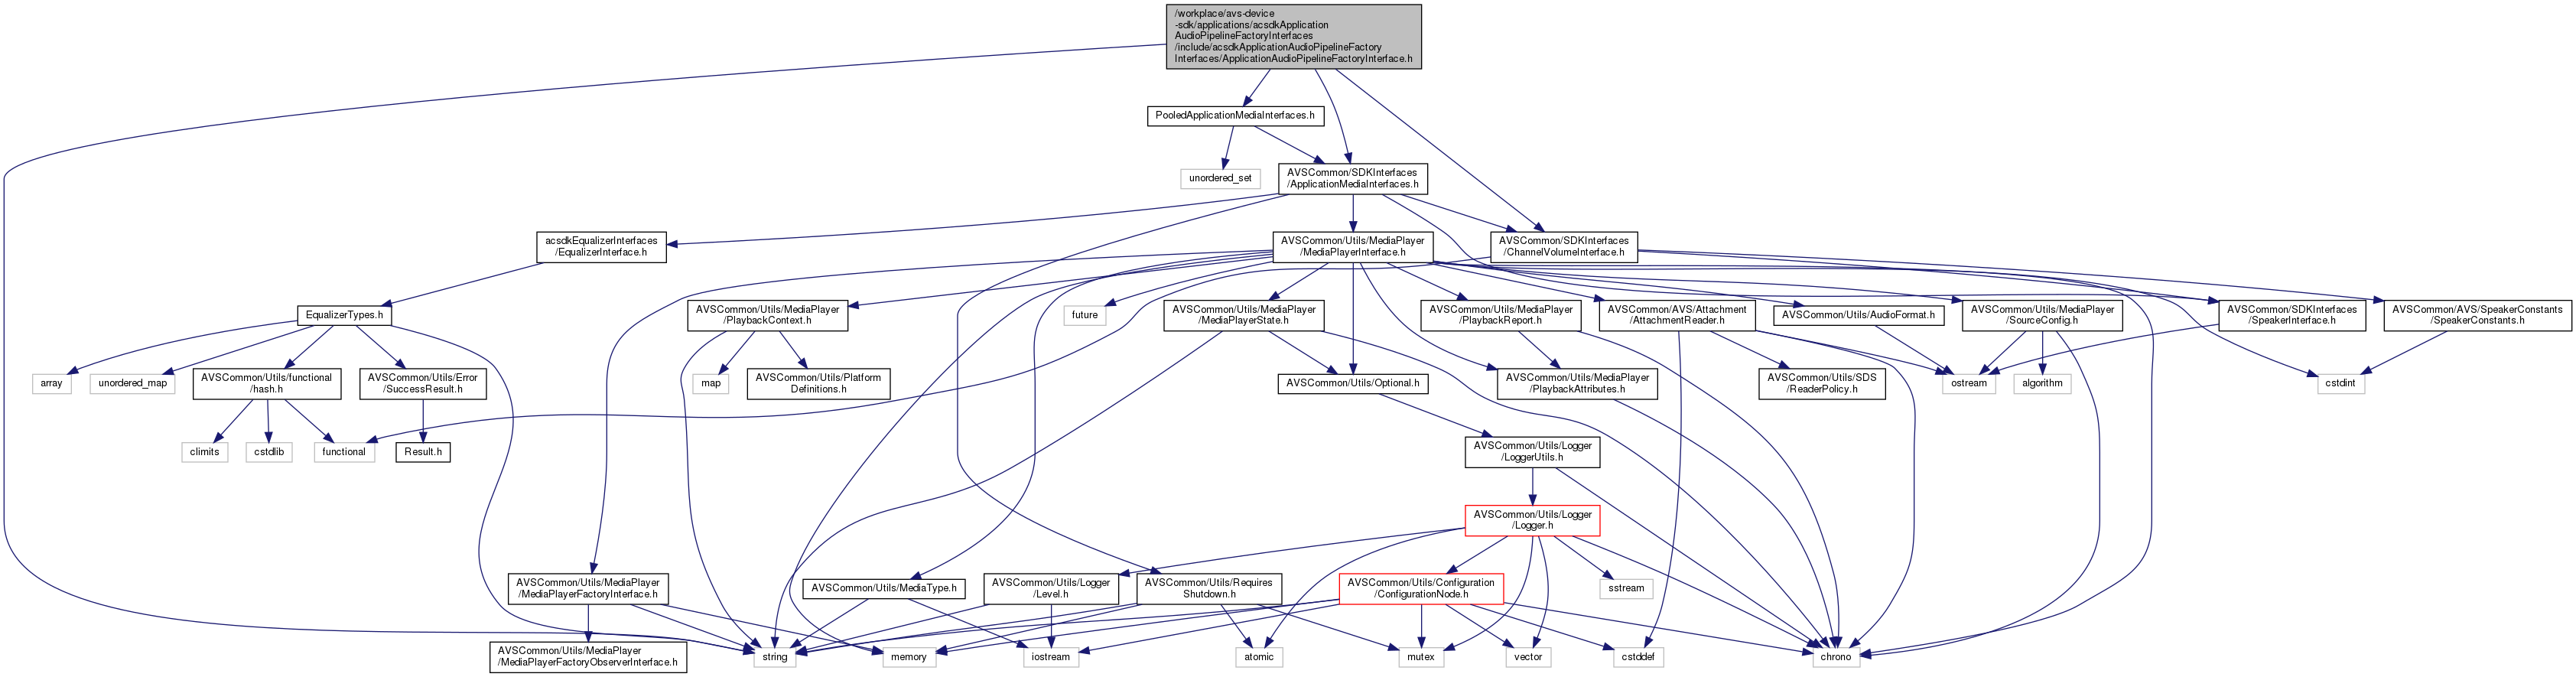 /workplace/avs-device
-sdk/applications/acsdkApplication
AudioPipelineFactoryInterfaces
/include/acsdkApplicationAudioPipelineFactory
Interfaces/ApplicationAudioPipelineFactoryInterface.h
PooledApplicationMediaInterfaces.h
unordered_set
AVSCommon/SDKInterfaces
/ApplicationMediaInterfaces.h
acsdkEqualizerInterfaces
/EqualizerInterface.h
AVSCommon/Utils/MediaPlayer
/MediaPlayerInterface.h
AVSCommon/SDKInterfaces
/ChannelVolumeInterface.h
EqualizerTypes.h
AVSCommon/Utils/MediaPlayer
/PlaybackContext.h
future
AVSCommon/Utils/MediaPlayer
/MediaPlayerState.h
AVSCommon/Utils/MediaPlayer
/PlaybackReport.h
AVSCommon/AVS/Attachment
/AttachmentReader.h
AVSCommon/Utils/AudioFormat.h
AVSCommon/Utils/MediaPlayer
/SourceConfig.h
AVSCommon/SDKInterfaces
/SpeakerInterface.h
AVSCommon/AVS/SpeakerConstants
/SpeakerConstants.h
array
unordered_map
AVSCommon/Utils/functional
/hash.h
AVSCommon/Utils/Error
/SuccessResult.h
map
AVSCommon/Utils/Platform
Definitions.h
AVSCommon/Utils/Optional.h
AVSCommon/Utils/MediaPlayer
/PlaybackAttributes.h
AVSCommon/Utils/SDS
/ReaderPolicy.h
ostream
algorithm
cstdint
climits
cstdlib
functional
Result.h
AVSCommon/Utils/Logger
/LoggerUtils.h
AVSCommon/Utils/Logger
/Logger.h
AVSCommon/Utils/MediaPlayer
/MediaPlayerFactoryInterface.h
AVSCommon/Utils/MediaType.h
AVSCommon/Utils/Logger
/Level.h
AVSCommon/Utils/Requires
Shutdown.h
AVSCommon/Utils/Configuration
/ConfigurationNode.h
sstream
AVSCommon/Utils/MediaPlayer
/MediaPlayerFactoryObserverInterface.h
string
memory
iostream
atomic
mutex
vector
cstddef
chrono